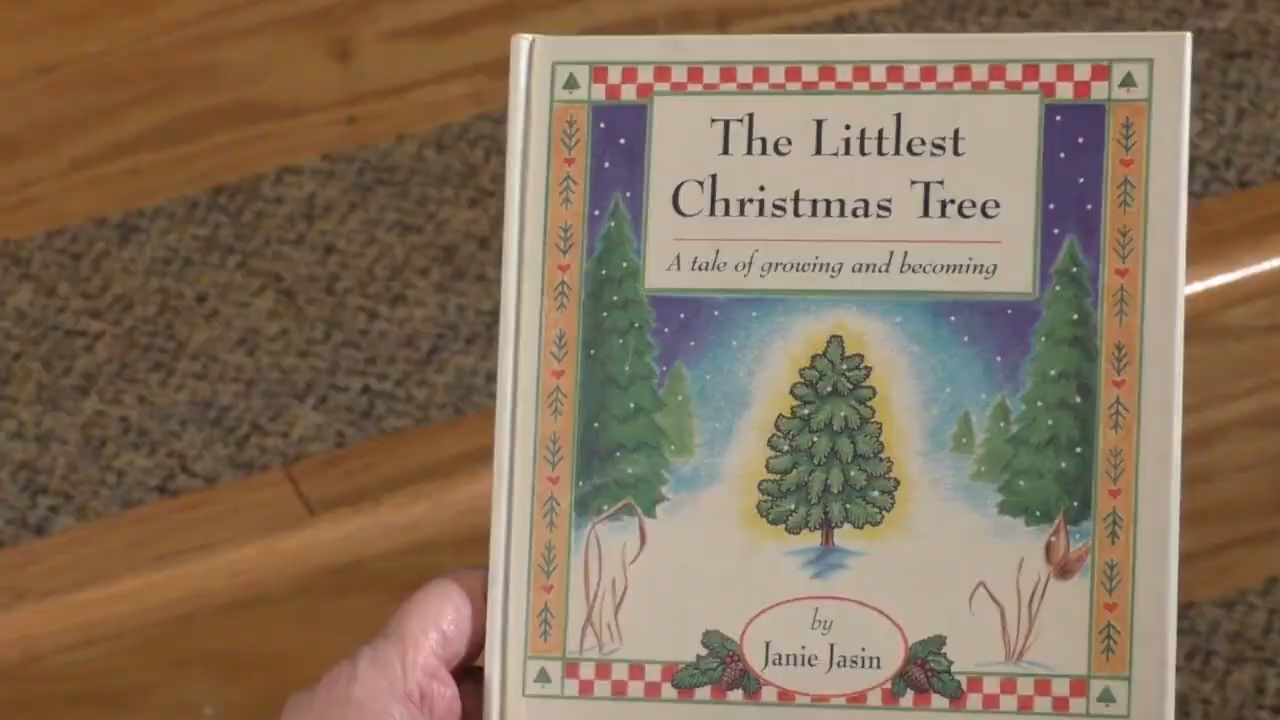 The Littlest
Christmas Tree
A tale of growing and becoming
by
Janie Jasin